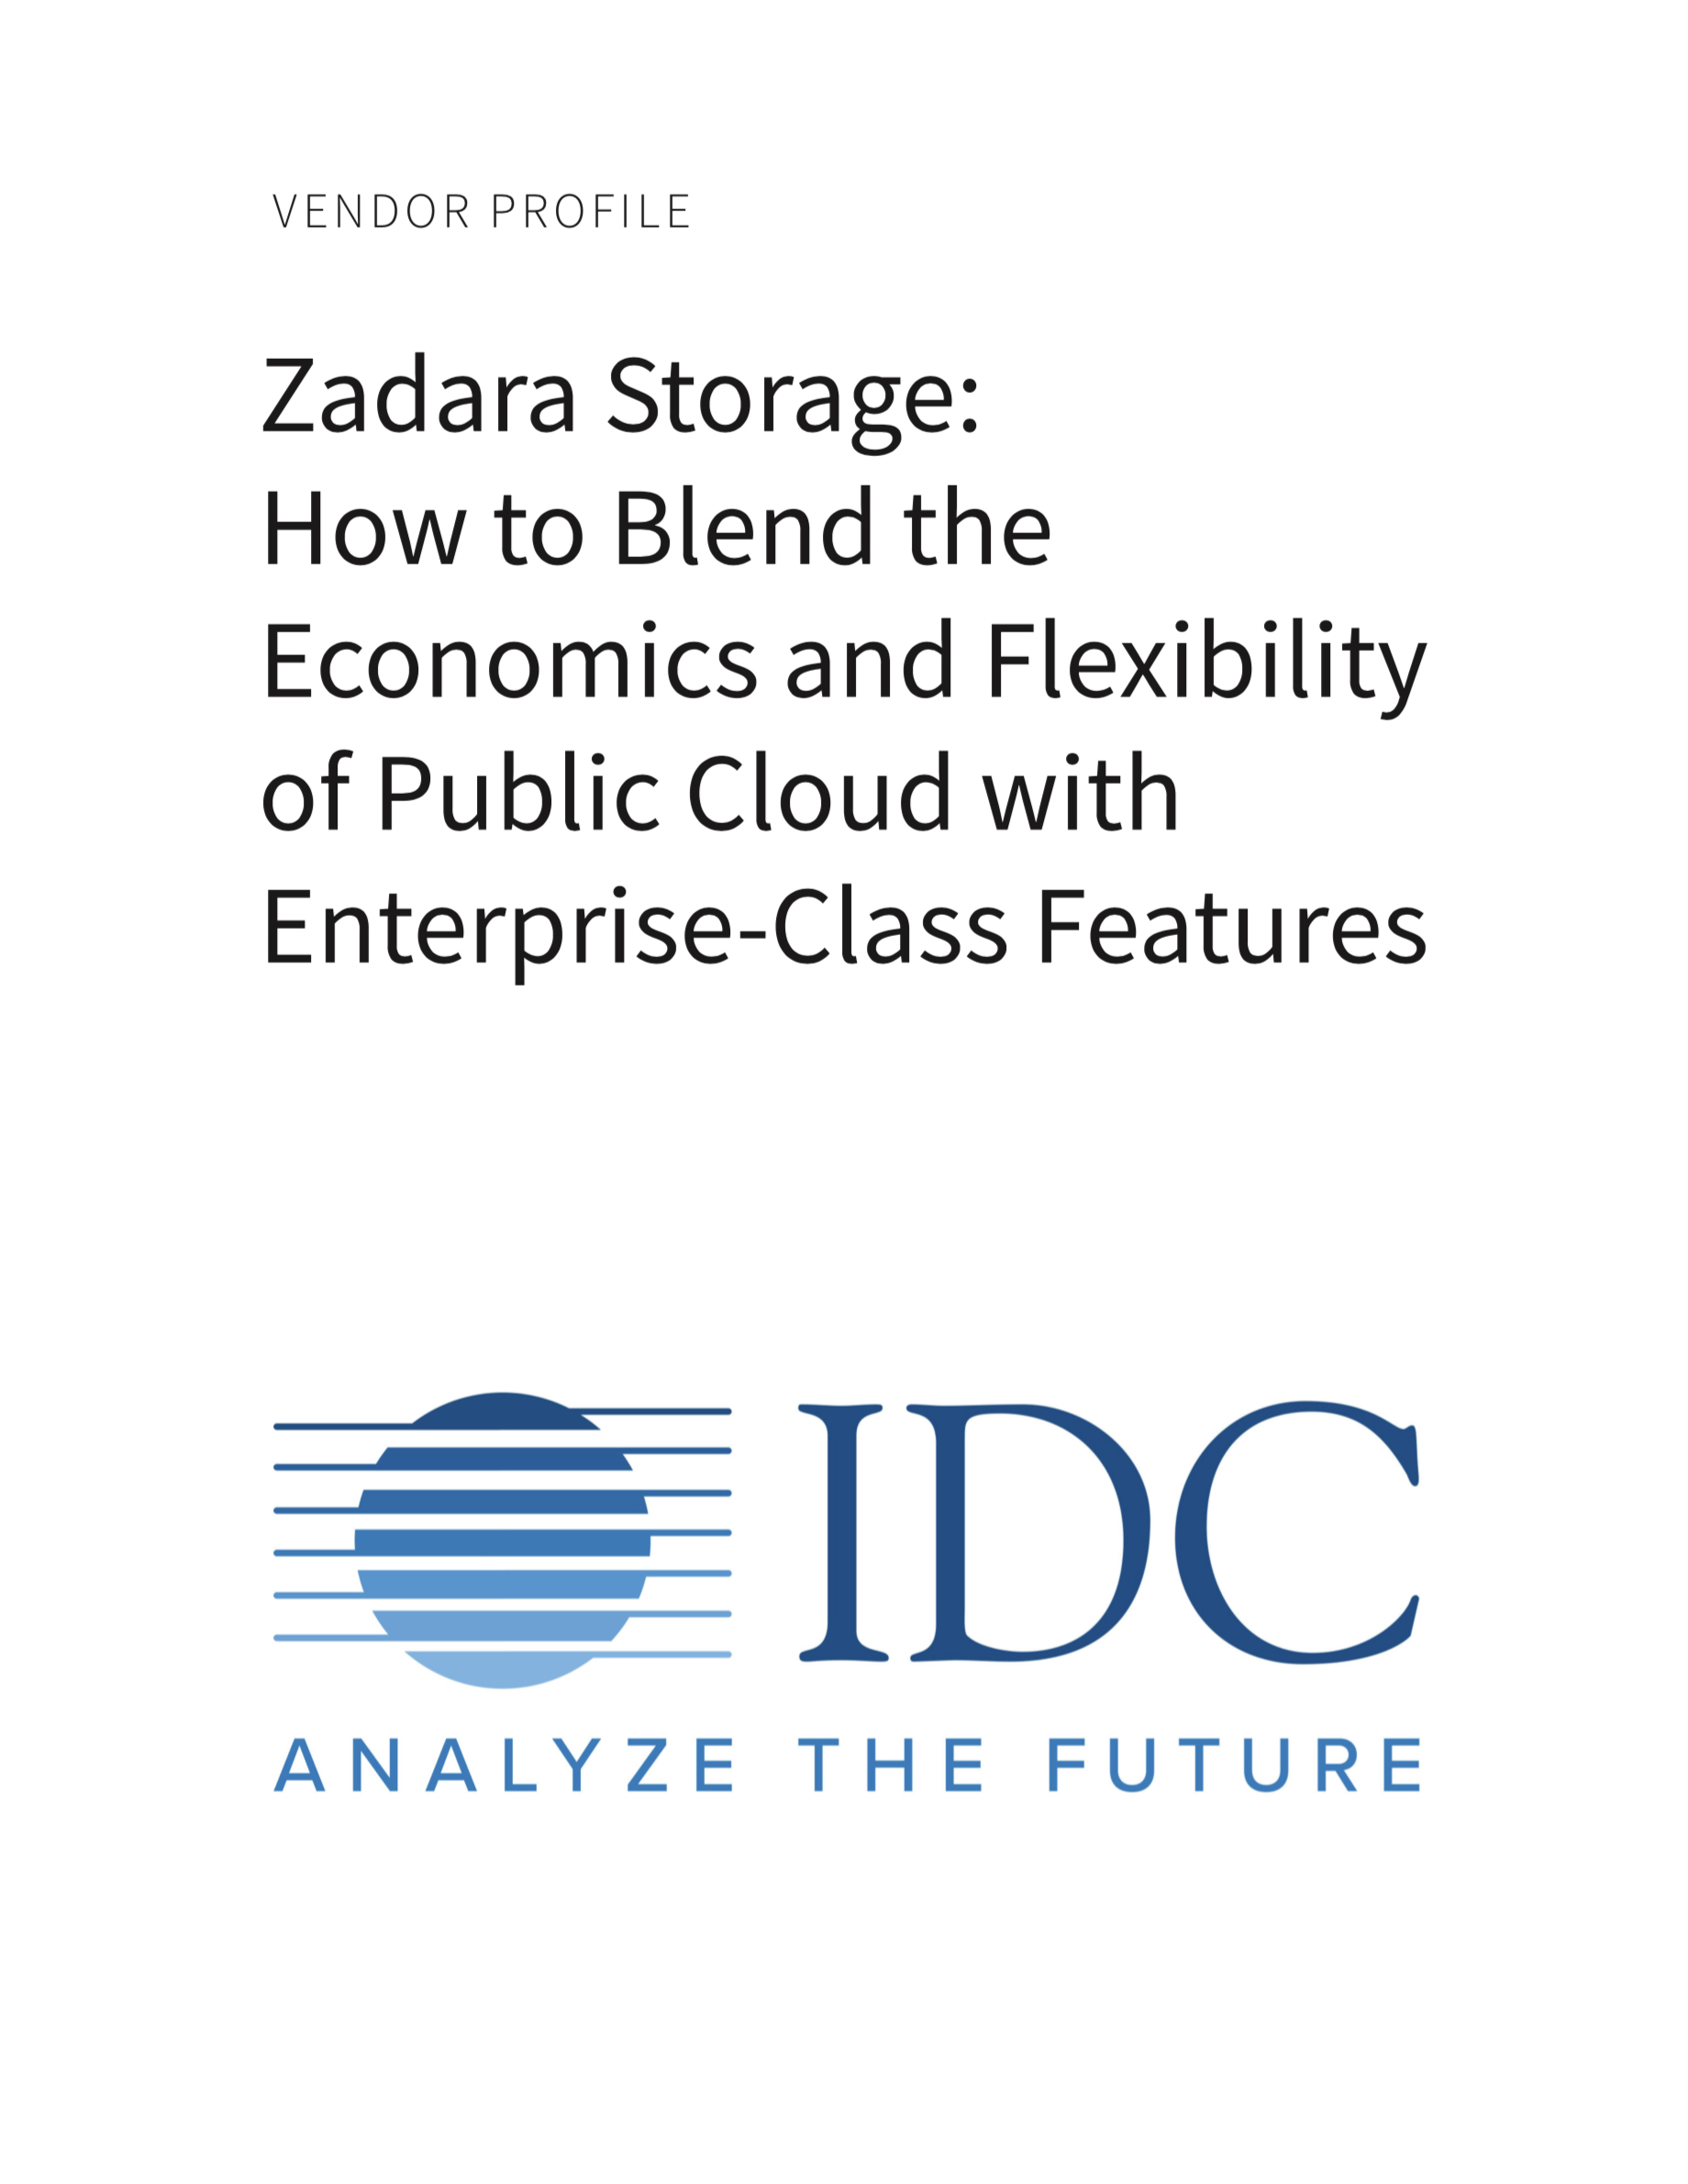 VENDOR PROFILE
Zadara Storage:
How to Blend the
Economics and Flexibility
of Public Cloud with
Enterprise-Class Features
IDC
ANALYZE THE FUTURE